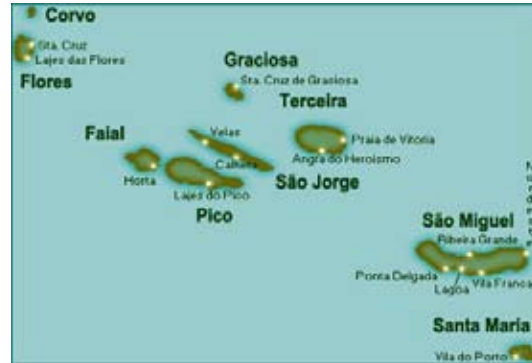 Corvo
Sta. Cruz
Lajes das Flores
Flores
Graciosa
Sta. Cruz de Graciosa
Terceira
Praia de Vitoria
Angra do Heroismo
Faial
Velas
Calheta
Horta
São Jorge
Lajes do Pico
Pico
São Miguel
Ribeira Grande
Ponta Delgada
Lagoa
Vila Franca
Santa Maria
Vila do Porto